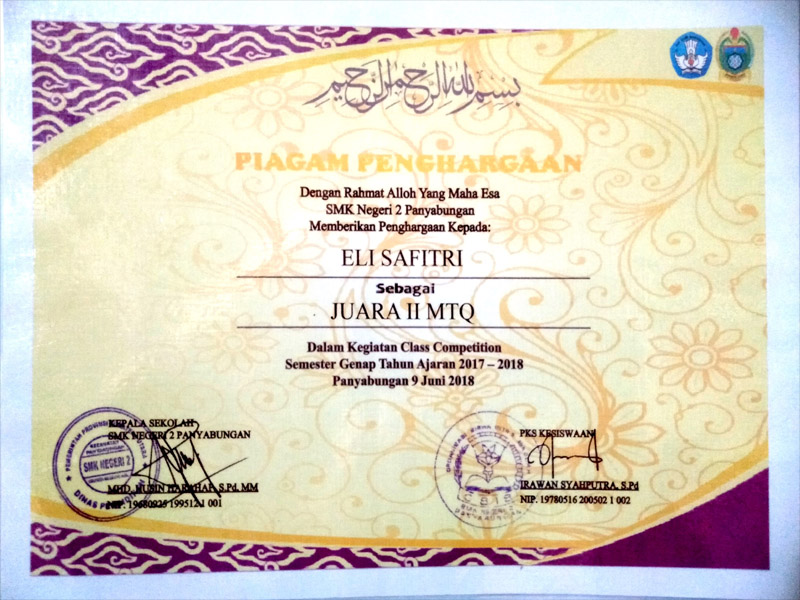 بسم الله الرحمن الرحيم
PIAGAM PENGHARGAAN
Dengan Rahmat Alloh Yang Maha Esa
SMK Negeri 2 Panyabungan
Memberikan Penghargaan Kepada:
ELI SAFITRI
Sebagai
JUARA II MTQ
Dalam Kegiatan Class Competition
Semester Genap Tahun Ajaran 2017 – 2018
Panyabungan 9 Juni 2018
KEPALA SEKOLAH
SMK NEGERI 2 PANYABUNGAN
SMK NEGERI 2
MHD. HUSIN HARAHAP, S.Pd, MM
NIP. 19680925 199512 1 001
PKS KESISWAAN
IRAWAN SYAHPUTRA, S.Pd
NIP. 19780516 200502 1 002